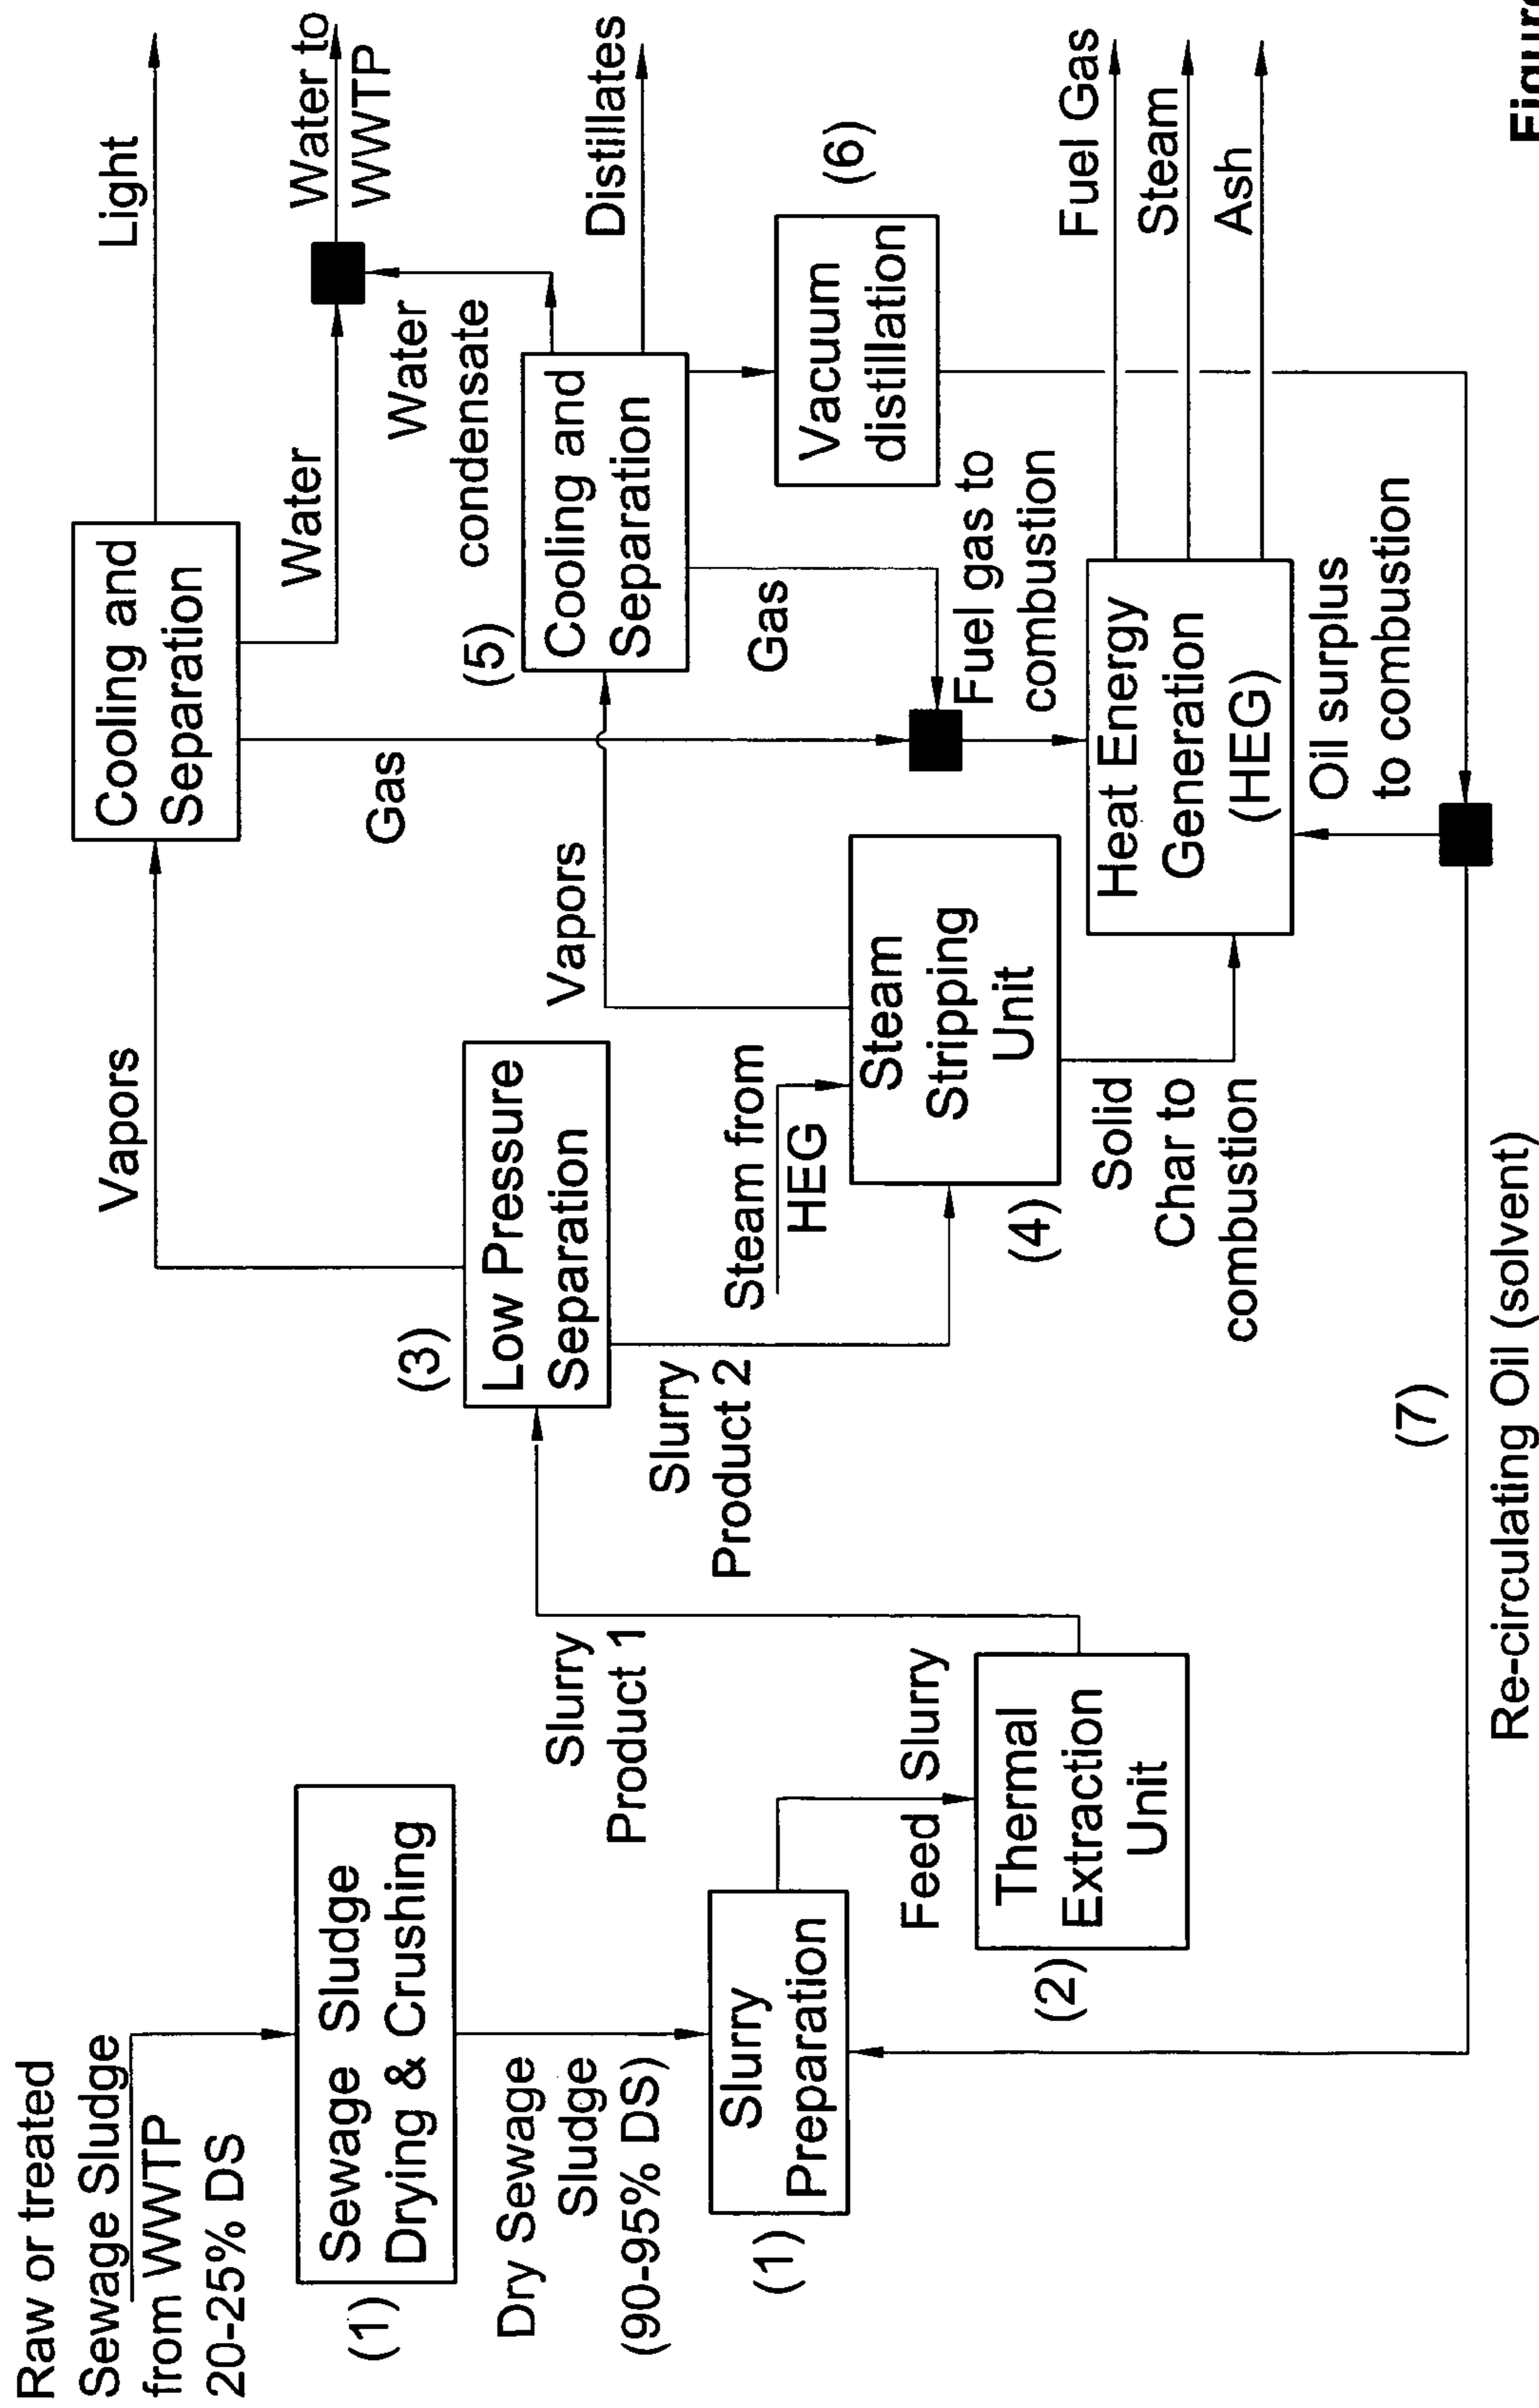 Raw or treated
Sewage Sludge
from WWTP
20-25% DS
(1)
Sewage Sludge
Drying & Crushing
Dry Sewage
Sludge
(90-95% DS)
(1)
Slurry
Preparation
Feed Slurry
(2)
Thermal
Extraction
Unit
Slurry
Product 1
(3)
Low Pressure
Separation
Vapors
Slurry
Product 2
Steam from
HEG
(4)
Steam
Stripping
Unit
Vapors
Solid
Char to
combustion
Cooling and
Separation
Light
Water
Gas
Water to
WWTP
Water
condensate
(5)
Cooling and
Separation
Distillates
Gas
Vacuum
distillation
(6)
Fuel gas to
combustion
Heat Energy
Generation
(HEG)
Fuel Gas
Steam
Ash
Oil surplus
to combustion
(7)
Re-circulating Oil (solvent)
Figure